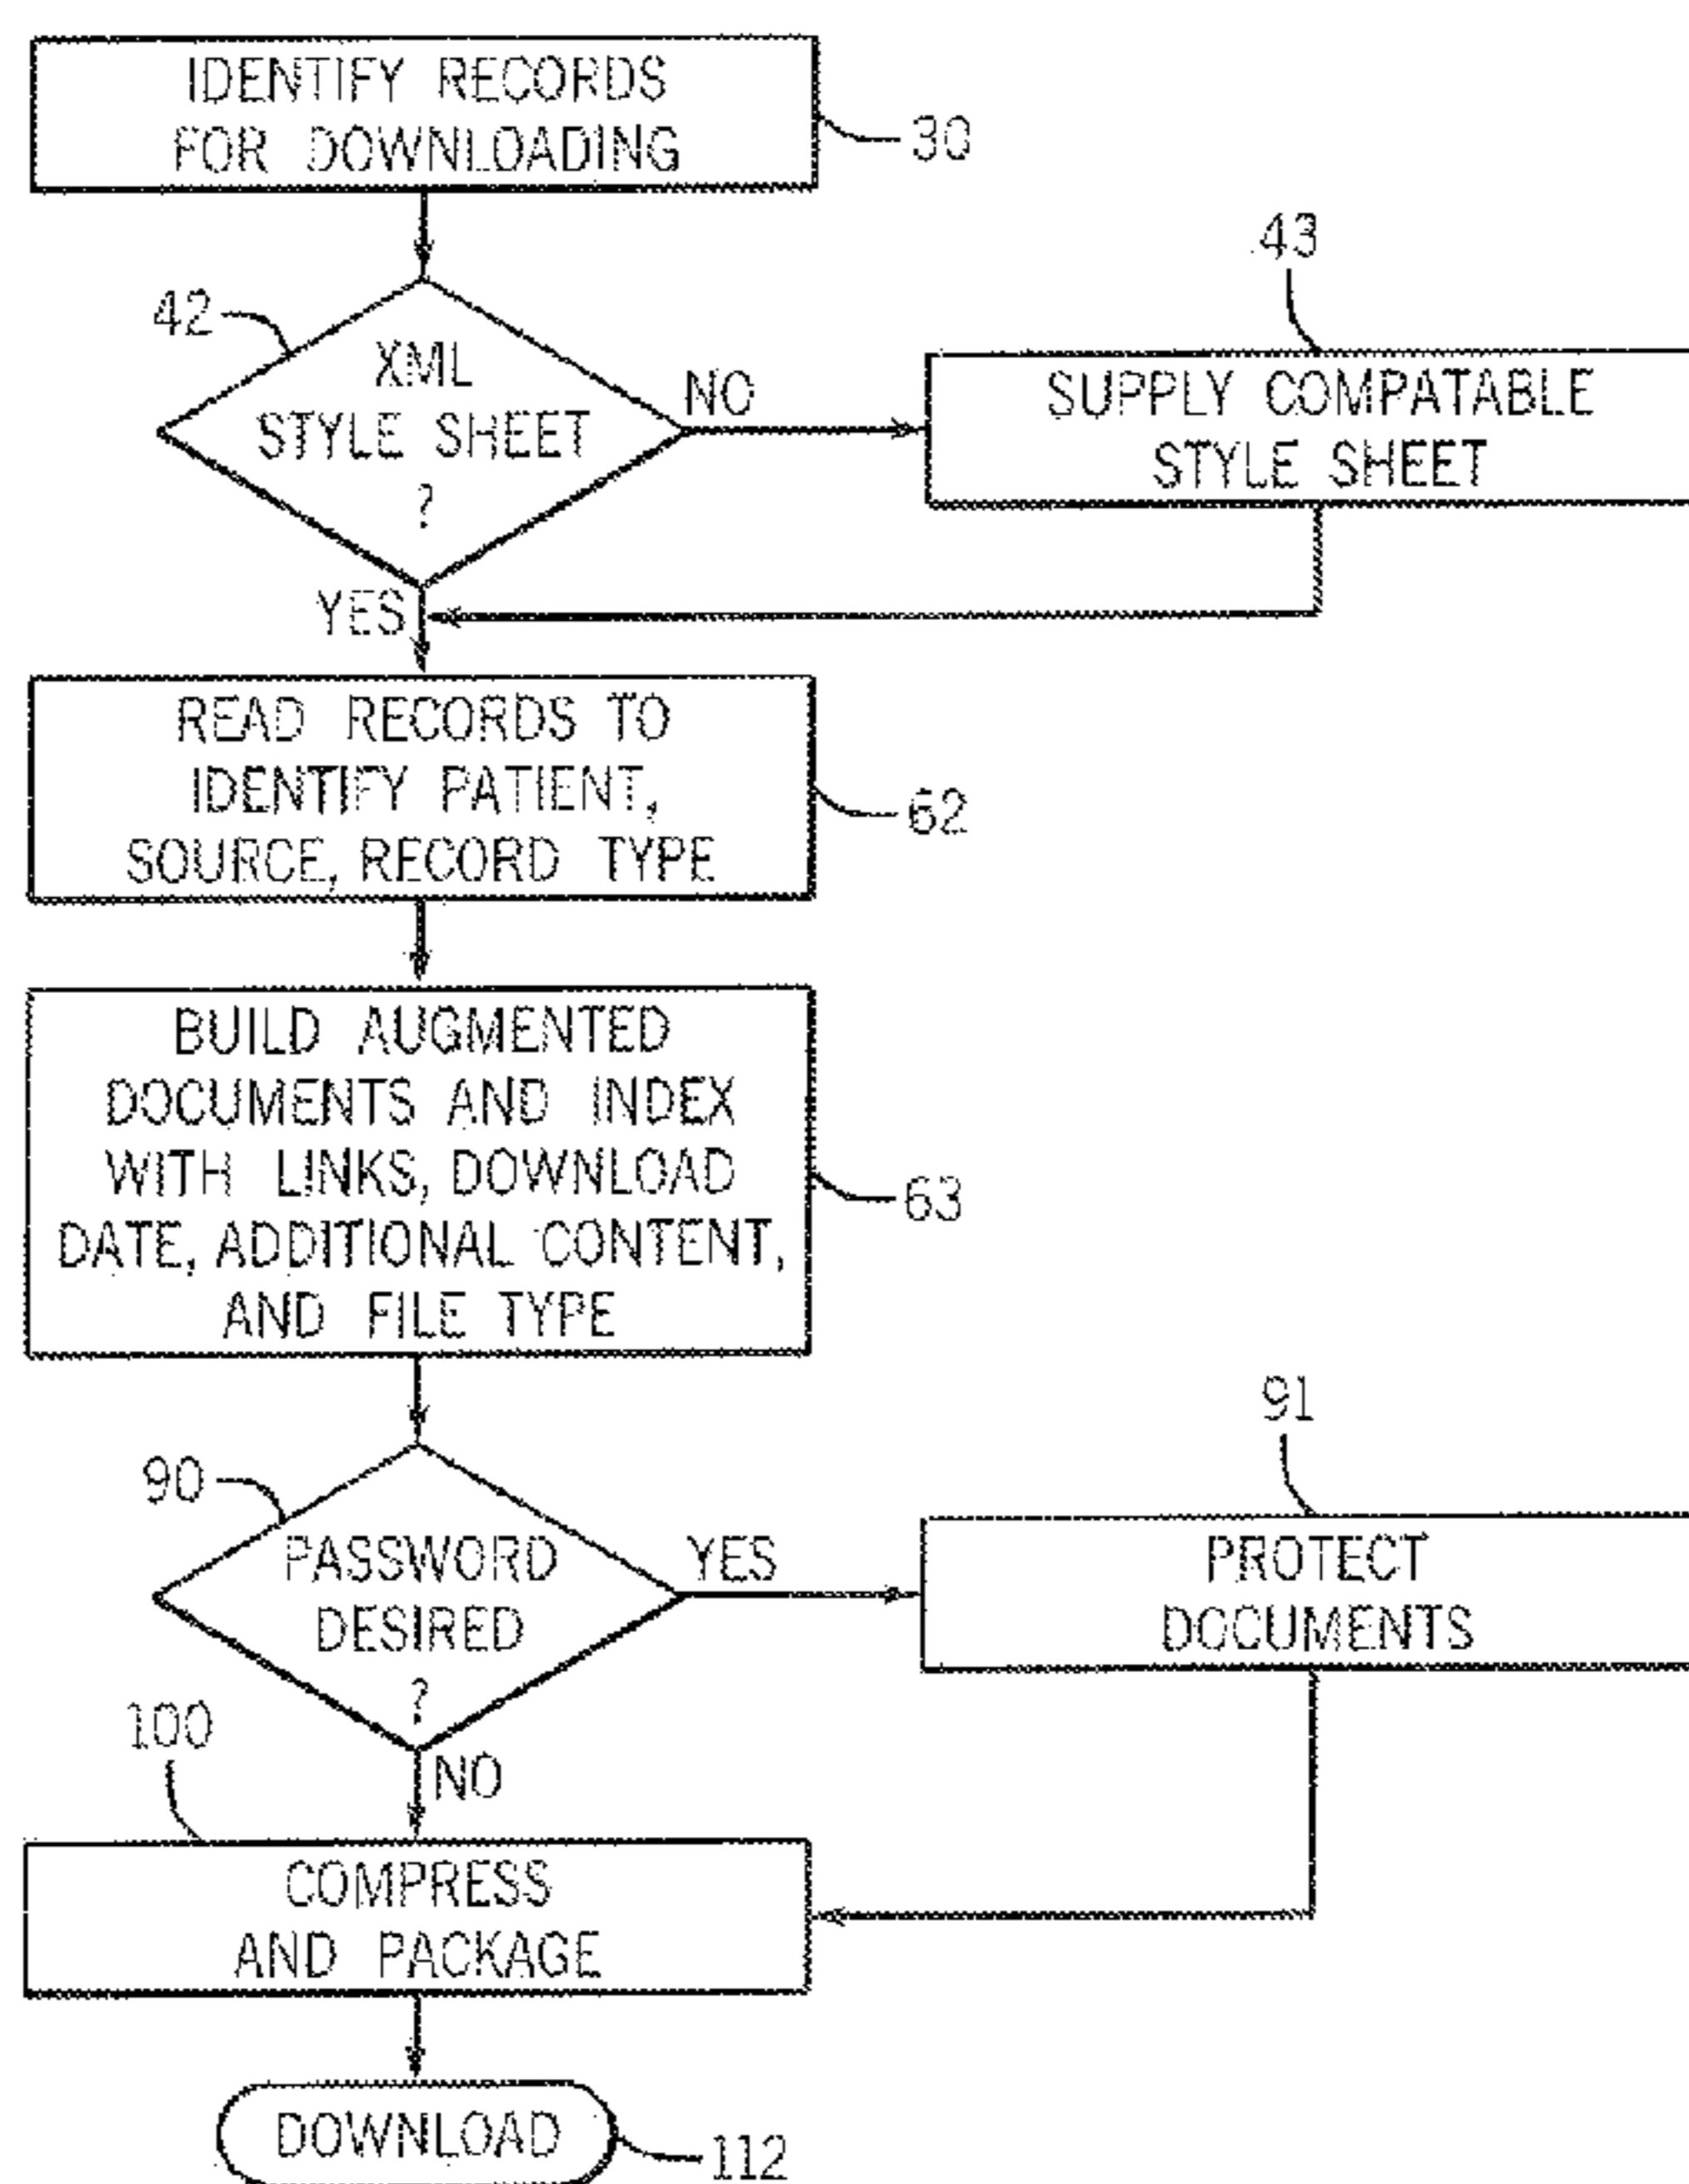 IDENTIFY RECORDS
FOR DOWNLOADING
30
42
XML
STYLE SHEET
?
NO
43
SUPPLY COMPATABLE
STYLE SHEET
YES
READ RECORDS TO
IDENTIFY PATIENT,
SOURCE, RECORD TYPE
62
BUILD AUGMENTED
DOCUMENTS AND INDEX
WITH LINKS, DOWNLOAD
DATE, ADDITIONAL CONTENT,
AND FILE TYPE
63
90
PASSWORD
DESIRED
?
YES
91
PROTECT
DOCUMENTS
NO
100
COMPRESS
AND PACKAGE
DOWNLOAD
112